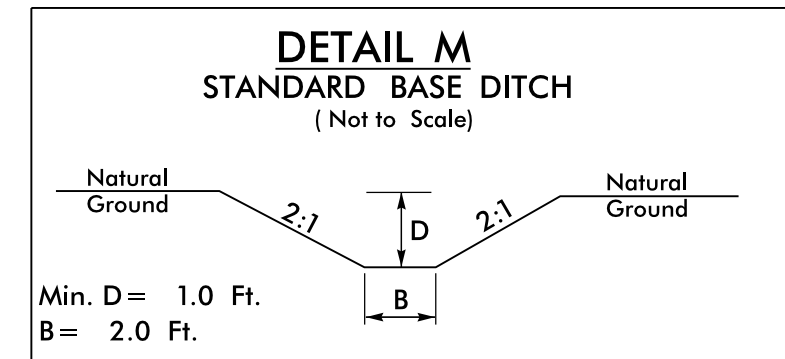 DETAIL M
STANDARD BASE DITCH
( Not to Scale)
Natural
Ground
2:1
D
2:1
Natural
Ground
B
Min. D = 1.0 Ft.
B = 2.0 Ft.